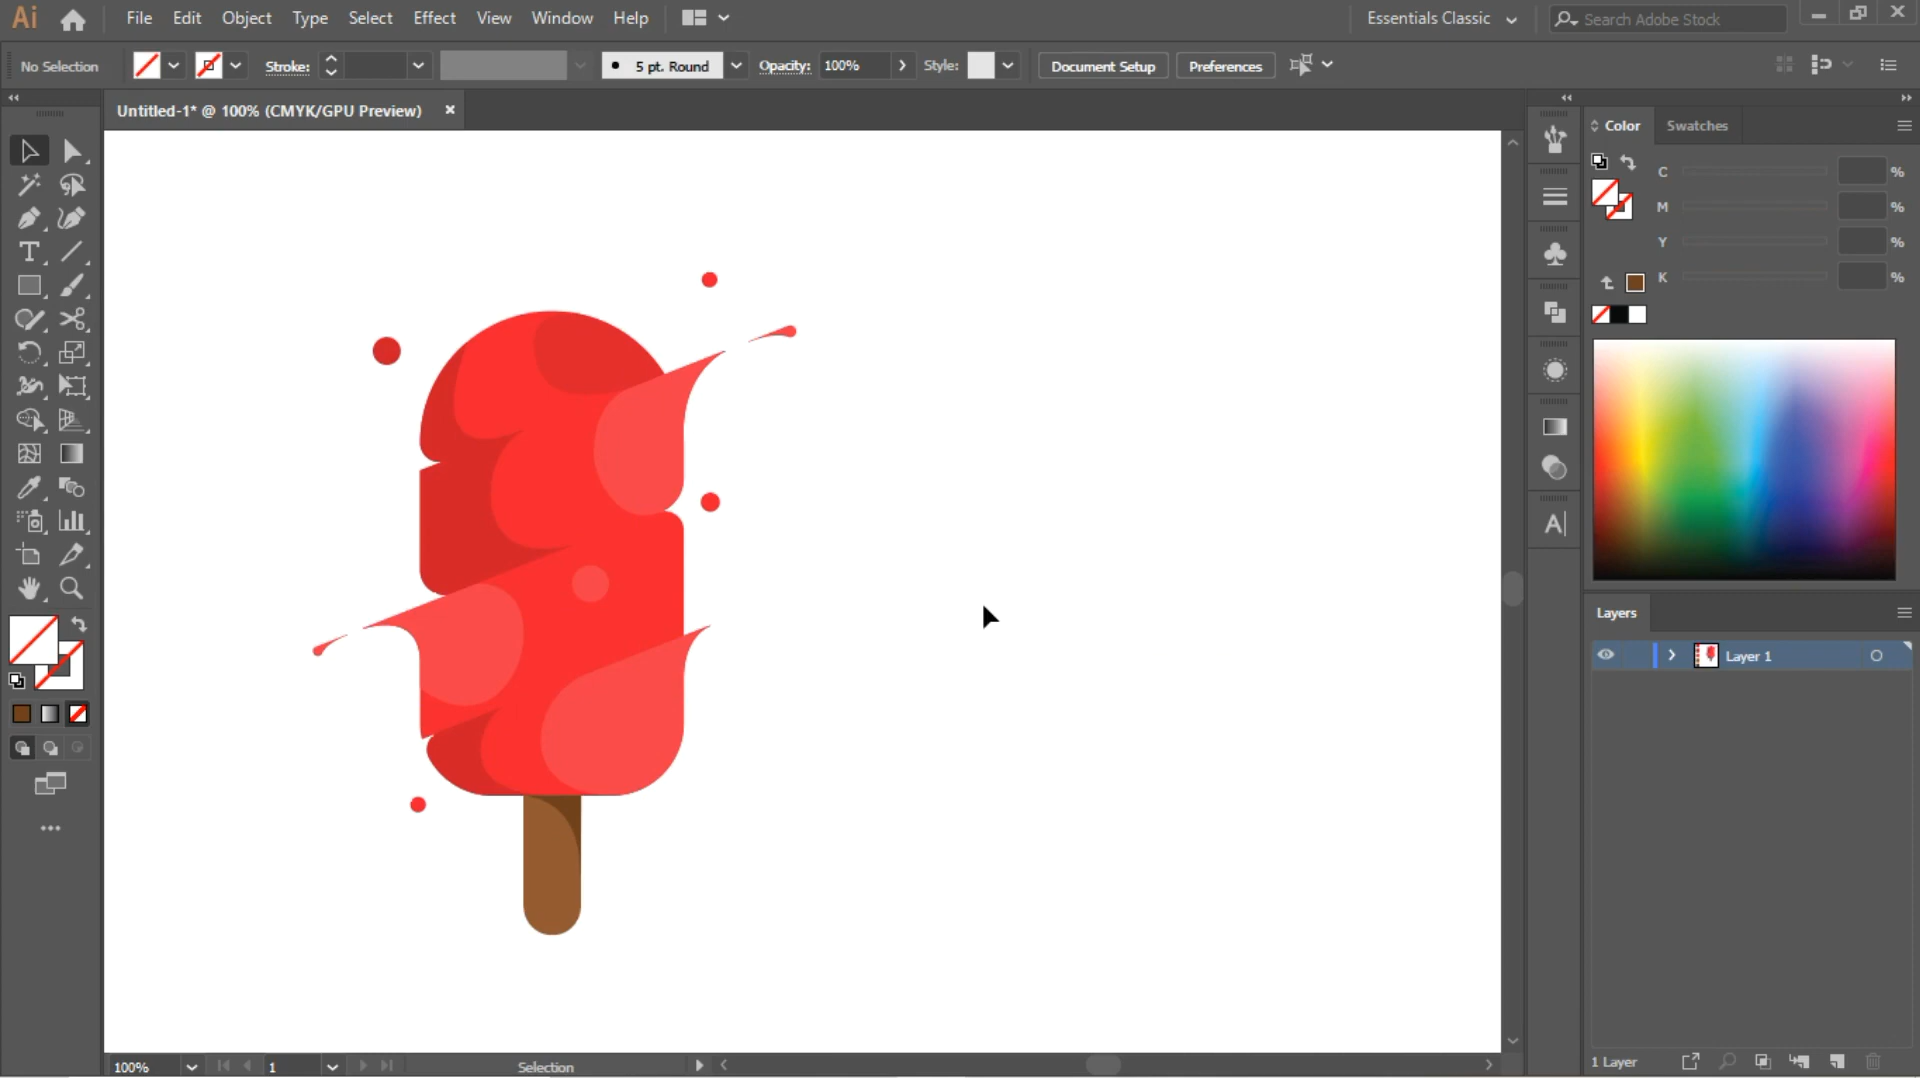 Ai File Edit Object Type Select Effect View Window Help Essentials Classic Search Adobe Stock
No Selection Stroke: 5 pt. Round Opacity: 100% Style: Document Setup Preferences
Untitled-1* @ 100% (CMYK/GPU Preview)
Color Swatches
C %
M %
Y %
K %
Layers
Layer 1
1 Layer
100% 1 Selection